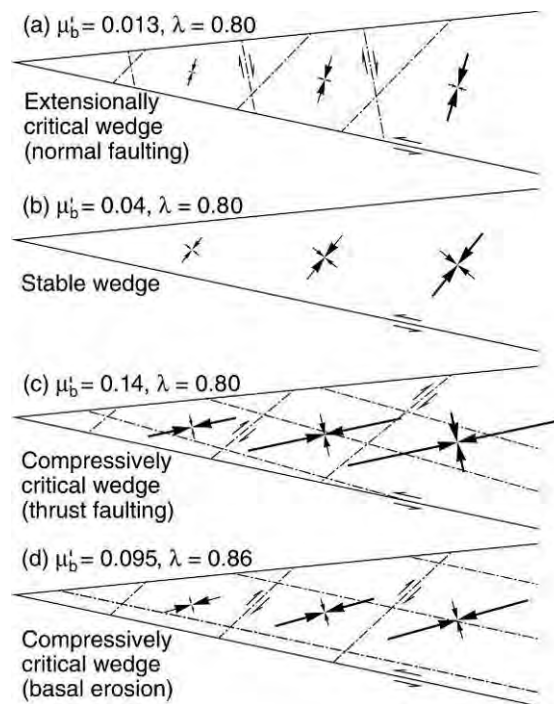 (a) μ'b = 0.013, λ = 0.80
Extensionally
critical wedge
(normal faulting)
(b) μ'b = 0.04, λ = 0.80
Stable wedge
(c) μ'b = 0.14, λ = 0.80
Compressively
critical wedge
(thrust faulting)
(d) μ'b = 0.095, λ = 0.86
Compressively
critical wedge
(basal erosion)